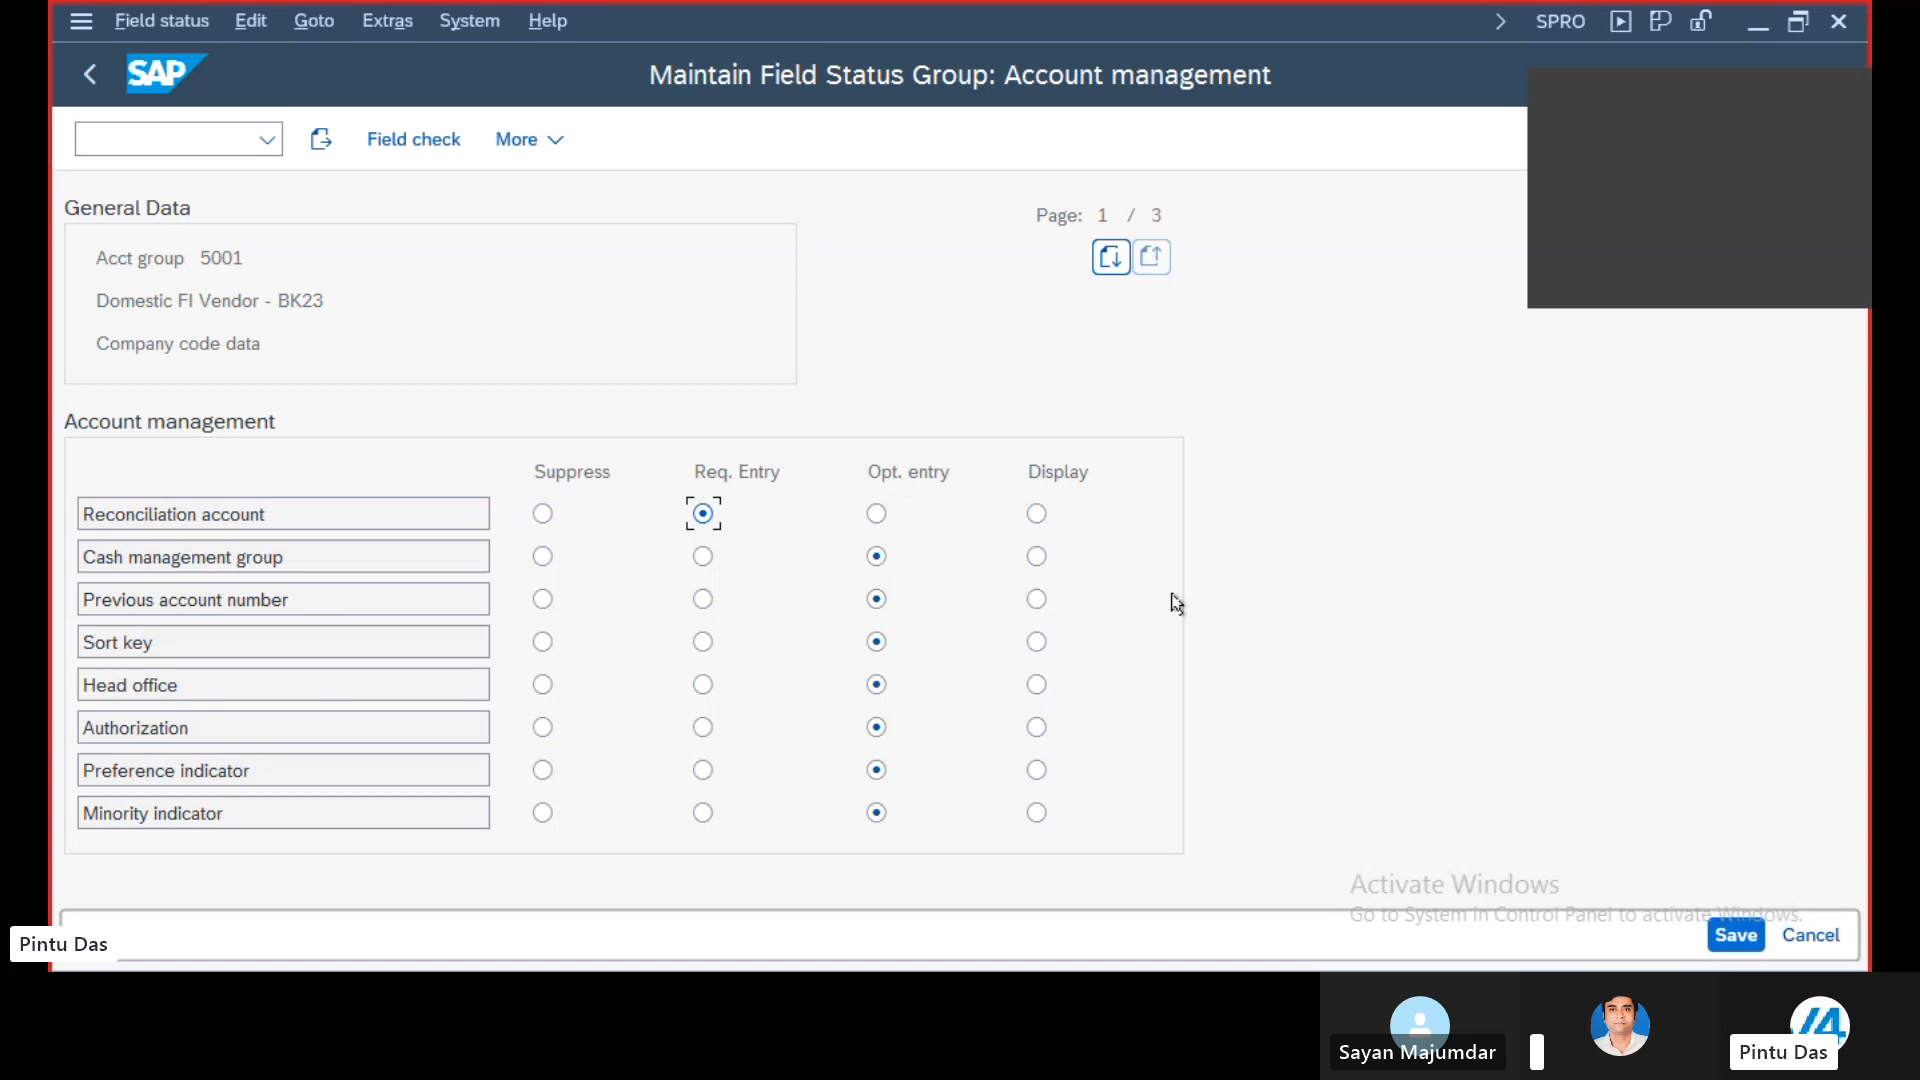 Field status Edit Goto Extras System Help SPRO
SAP Maintain Field Status Group: Account management
Field check More
General Data
Page: 1 / 3
Acct group 5001
Domestic FI Vendor - BK23
Company code data
Account management
Suppress Req. Entry Opt. entry Display
Reconciliation account
Cash management group
Previous account number
Sort key
Head office
Authorization
Preference indicator
Minority indicator
Activate Windows
Go to System in Control Panel to activate Windows.
Save Cancel
Pintu Das
Sayan Majumdar
Pintu Das